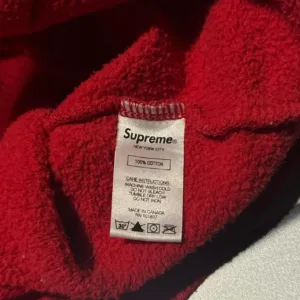 Supreme®
NEW YORK CITY
100% COTTON
CARE INSTRUCTIONS:
MACHINE WASH COLD
DO NOT BLEACH
TUMBLE DRY LOW
DO NOT IRON
MADE IN CANADA